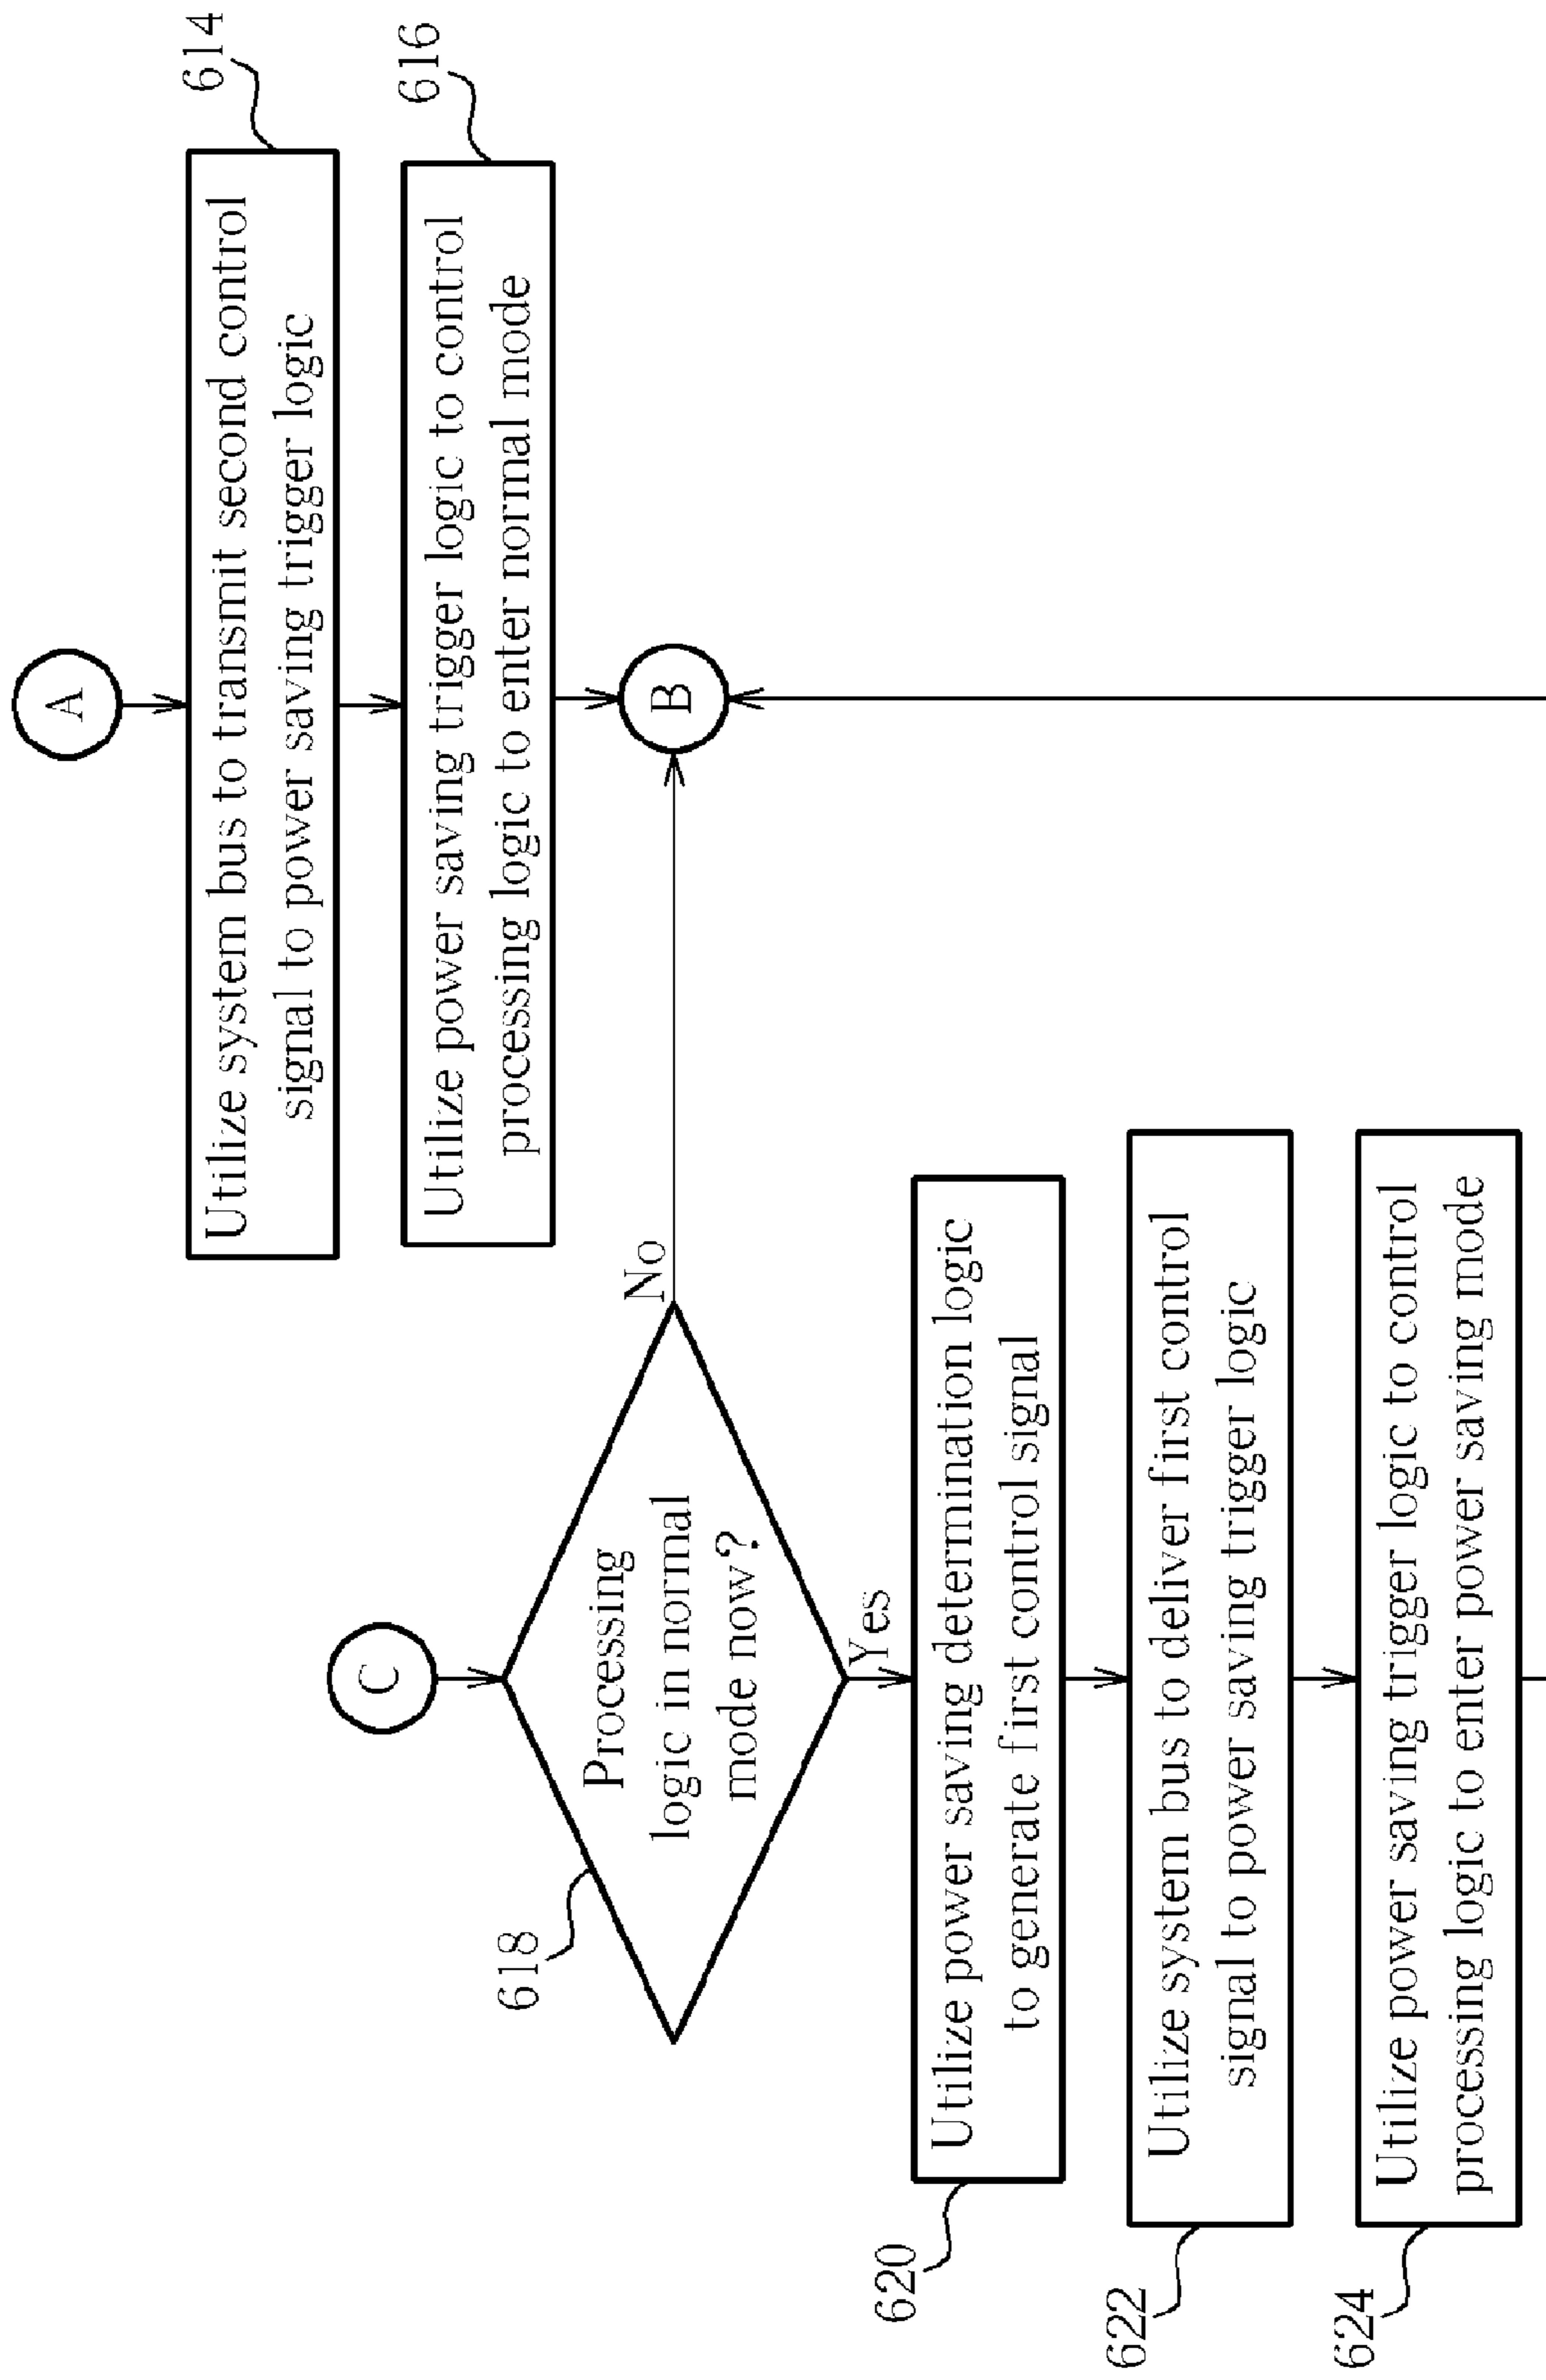 C
Processing
logic in normal
mode now?
618
No
Yes
Utilize power saving determination logic
to generate first control signal
620
Utilize system bus to deliver first control
signal to power saving trigger logic
622
Utilize power saving trigger logic to control
processing logic to enter power saving mode
624
A
Utilize system bus to transmit second control
signal to power saving trigger logic
614
Utilize power saving trigger logic to control
processing logic to enter normal mode
616
B